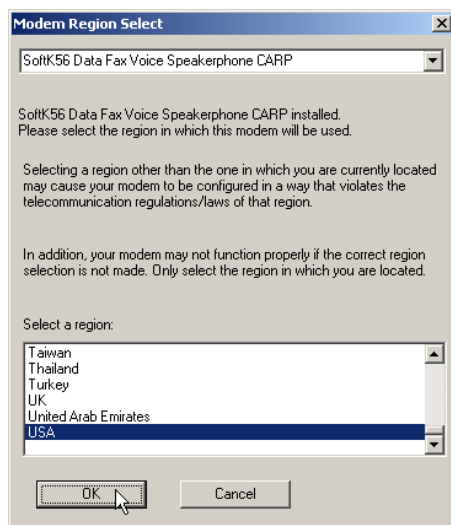 Modem Region Select
SoftK56 Data Fax Voice Speakerphone CARP
SoftK56 Data Fax Voice Speakerphone CARP installed.
Please select the region in which this modem will be used.
Selecting a region other than the one in which you are currently located
may cause your modem to be configured in a way that violates the
telecommunication regulations/laws of that region.
In addition, your modem may not function properly if the correct region
selection is not made. Only select the region in which you are located.
Select a region:
Taiwan
Thailand
Turkey
UK
United Arab Emirates
USA
OK
Cancel